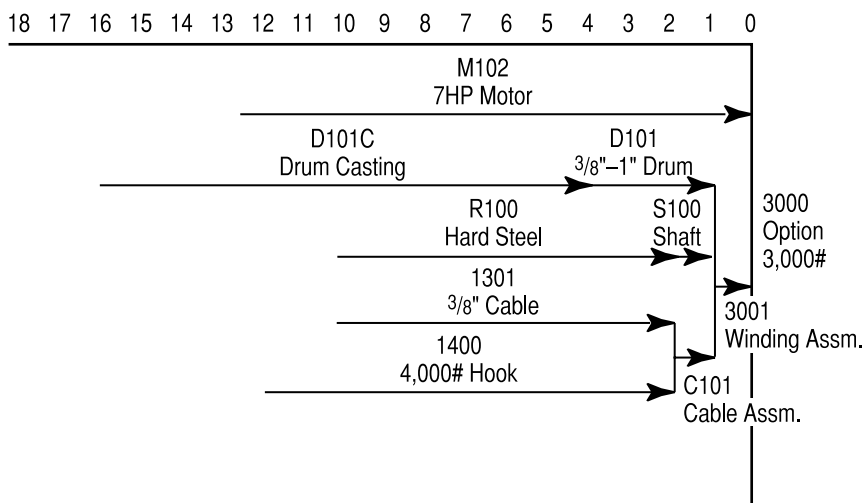 18 17 16 15 14 13 12 11 10 9 8 7 6 5 4 3 2 1 0
M102
7HP Motor
D101C
Drum Casting
D101
3/8"–1" Drum
R100
Hard Steel
S100
Shaft
3000
Option
3,000#
1301
3/8" Cable
3001
Winding Assm.
1400
4,000# Hook
C101
Cable Assm.